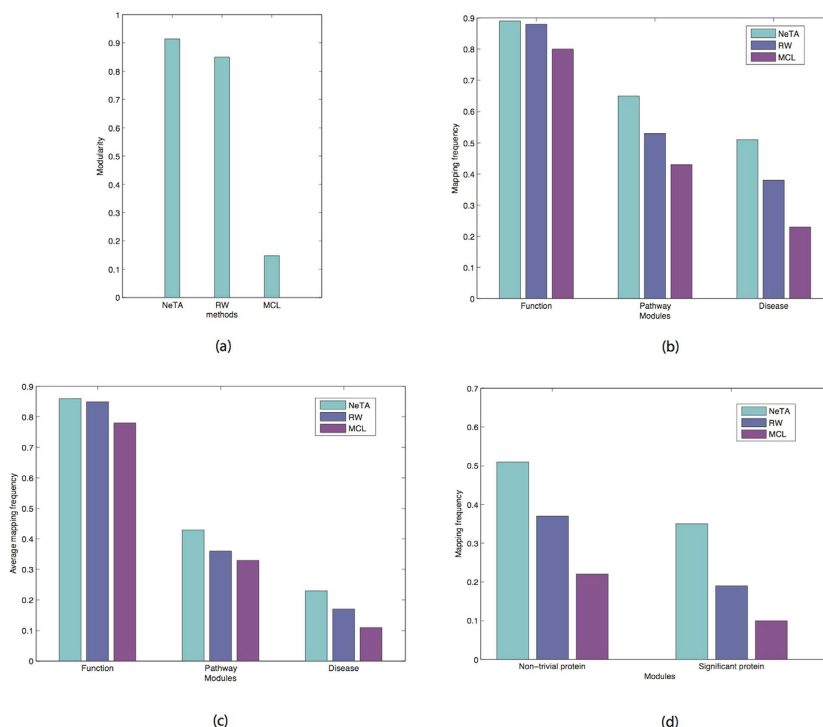 1
0.9
0.8
0.7
0.6
0.5
0.4
0.3
0.2
0.1
0
Modularity
NeTA RW MCL
methods
(a)
0.9
0.8
0.7
0.6
0.5
0.4
0.3
0.2
0.1
0
Mapping frequency
NeTA
RW
MCL
Function Pathway Disease
Modules
(b)
0.9
0.8
0.7
0.6
0.5
0.4
0.3
0.2
0.1
0
Average mapping frequency
NeTA
RW
MCL
Function Pathway Disease
Modules
(c)
0.7
0.6
0.5
0.4
0.3
0.2
0.1
0
Mapping frequency
NeTA
RW
MCL
Non-trivial protein Significant protein
Modules
(d)